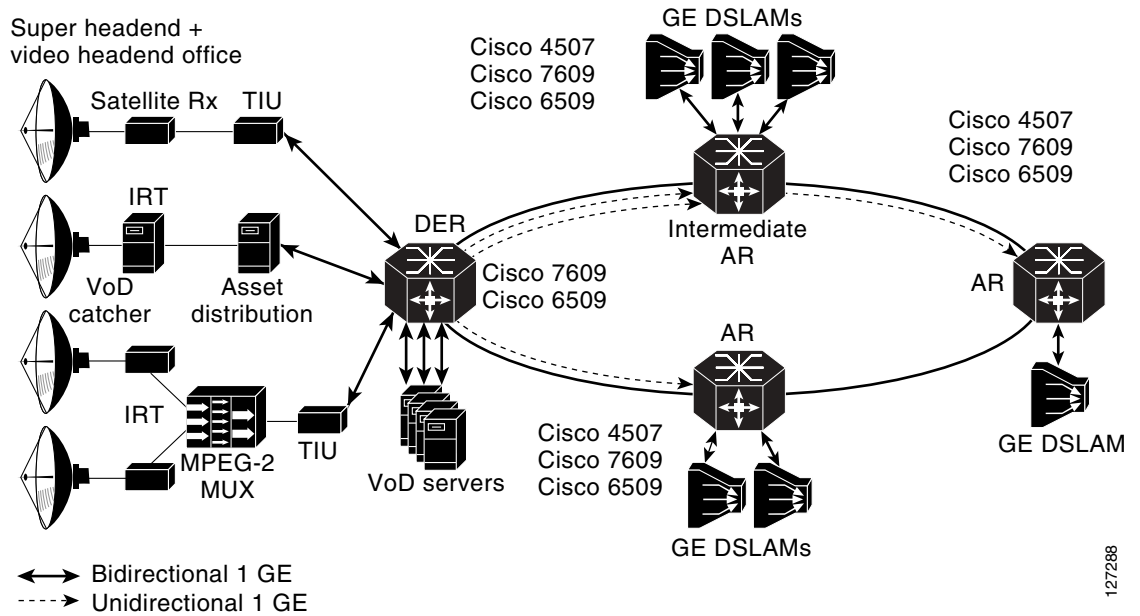 Super headend +
video headend office
Satellite Rx
TIU
IRT
VoD
catcher
Asset
distribution
IRT
MPEG-2
MUX
TIU
DER
Cisco 7609
Cisco 6509
VoD servers
GE DSLAMs
Cisco 4507
Cisco 7609
Cisco 6509
Intermediate
AR
Cisco 4507
Cisco 7609
Cisco 6509
AR
GE DSLAM
AR
Cisco 4507
Cisco 7609
Cisco 6509
GE DSLAMs
Bidirectional 1 GE
Unidirectional 1 GE
127288